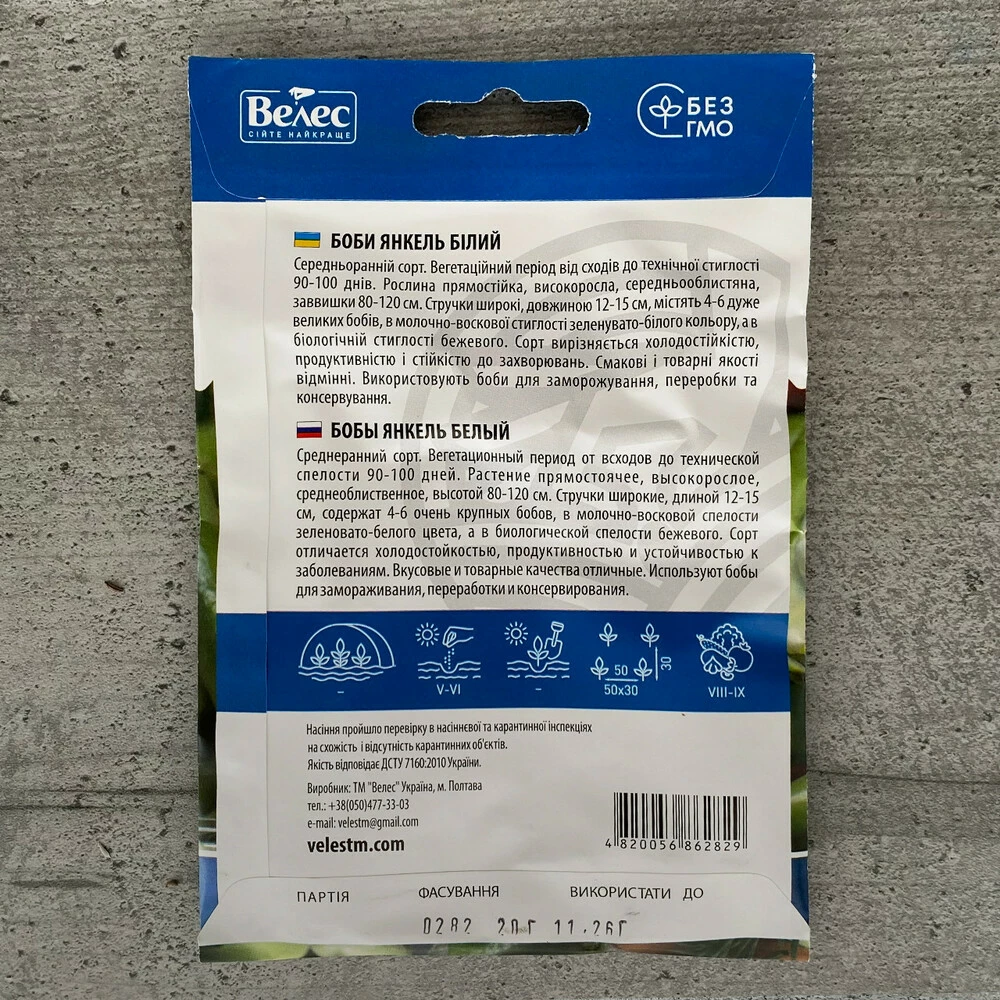 Велес
СІЙТЕ НАЙКРАЩЕ
БЕЗ
ГМО
БОБИ ЯНКЕЛЬ БІЛИЙ
Середньоранній сорт. Вегетаційний період від сходів до технічної стиглості
90-100 днів. Рослина прямостійка, високоросла, середньооблистяна,
заввишки 80-120 см. Стручки широкі, довжиною 12-15 см, містять 4-6 дуже
великих бобів, в молочно-воскової стиглості зеленувато-білого кольору, а в
біологічній стиглості бежевого. Сорт вирізняється холодостійкістю,
продуктивністю і стійкістю до захворювань. Смакові і товарні якості
відмінні. Використовують боби для заморожування, переробки та
консервування.
БОБЫ ЯНКЕЛЬ БЕЛЫЙ
Среднеранний сорт. Вегетационный период от всходов до технической
спелости 90-100 дней. Растение прямостоячее, высокорослое,
среднеоблиственное, высотой 80-120 см. Стручки широкие, длиной 12-15
см, содержат 4-6 очень крупных бобов, в молочно-восковой спелости
зеленовато-белого цвета, а в биологической спелости бежевого. Сорт
отличается холодостойкостью, продуктивностью и устойчивостью к
заболеваниям. Вкусовые и товарные качества отличные. Используют бобы
для замораживания, переработки и консервирования.
50
30
– V-VI – 50x30 VIII-IX
Насіння пройшло перевірку в насіннєвої та карантинної інспекціях
на схожість і відсутність карантинних об'єктів.
Якість відповідає ДСТУ 7160:2010 України.
Виробник: ТМ "Велес" Україна, м. Полтава
тел.: +38(050)477-33-03
e-mail: velestm@gmail.com
velestm.com
4 820056 862829
ПАРТІЯ ФАСУВАННЯ ВИКОРИСТАТИ ДО
0282 20Г 11.26Г